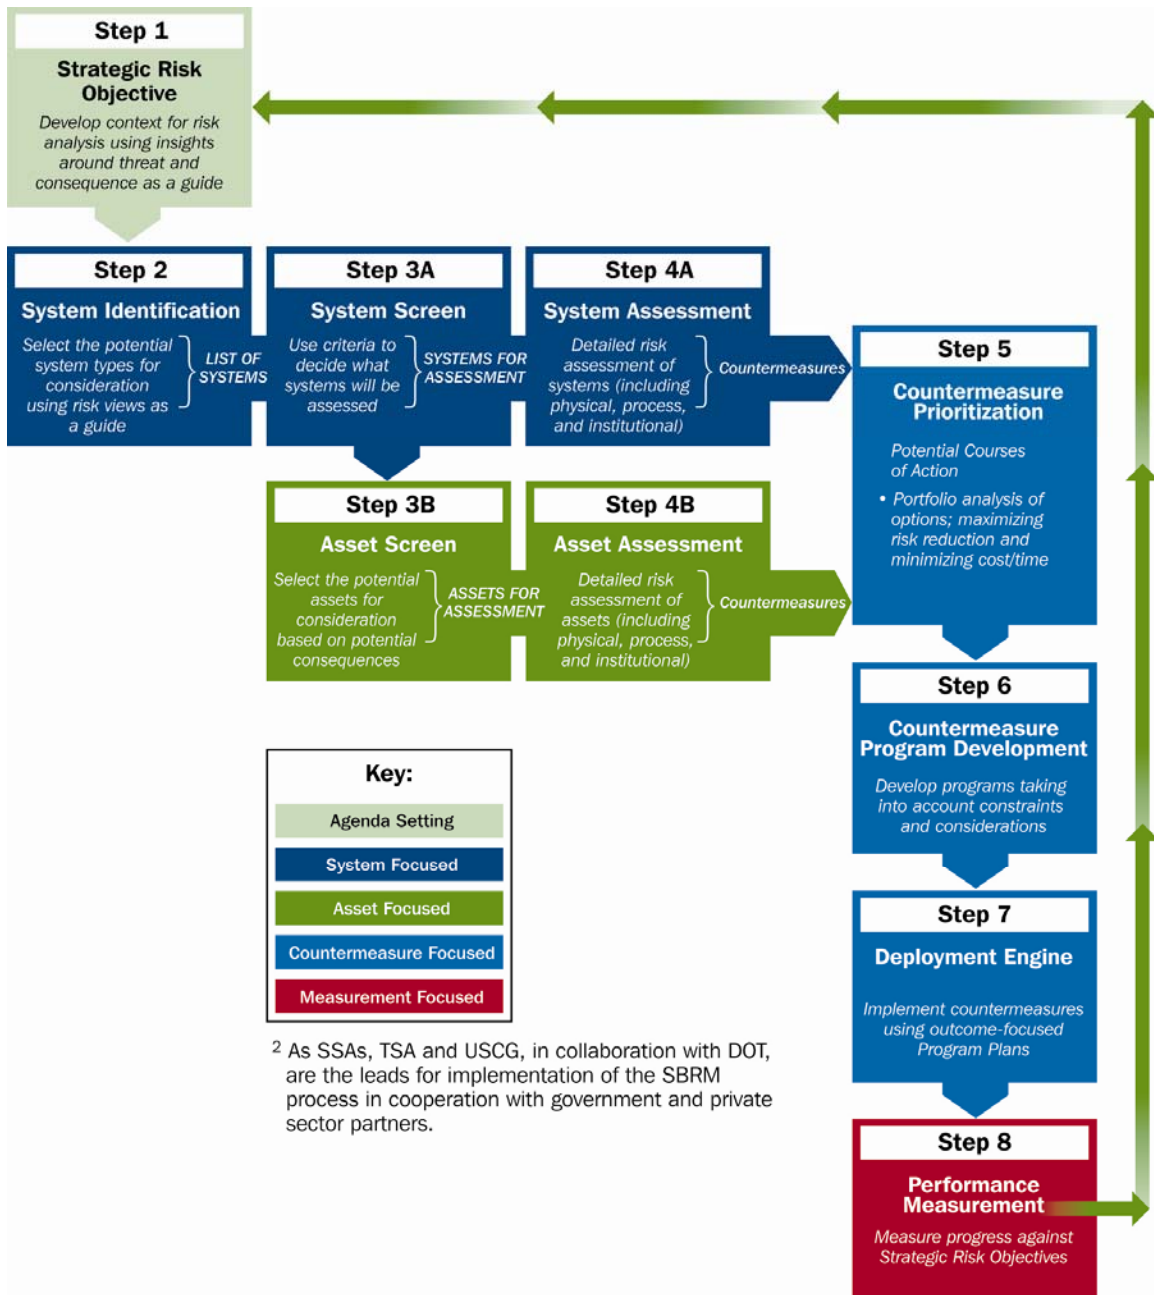 Step 1
Strategic Risk
Objective
Develop context for risk
analysis using insights
around threat and
consequence as a guide
Step 2
System Identification
Select the potential
system types for
consideration
using risk views as
a guide
LIST OF
SYSTEMS
Step 3A
System Screen
Use criteria to
decide what
systems will be
assessed
SYSTEMS FOR
ASSESSMENT
Step 4A
System Assessment
Detailed risk
assessment of
systems (including
physical, process,
and institutional)
Countermeasures
Step 3B
Asset Screen
Select the potential
assets for
consideration
based on potential
consequences
ASSETS FOR
ASSESSMENT
Step 4B
Asset Assessment
Detailed risk
assessment of
assets (including
physical, process,
and institutional)
Countermeasures
Step 5
Countermeasure
Prioritization
Potential Courses
of Action
• Portfolio analysis of
options; maximizing
risk reduction and
minimizing cost/time
Step 6
Countermeasure
Program Development
Develop programs taking
into account constraints
and considerations
Step 7
Deployment Engine
Implement countermeasures
using outcome-focused
Program Plans
Step 8
Performance
Measurement
Measure progress against
Strategic Risk Objectives
Key:
Agenda Setting
System Focused
Asset Focused
Countermeasure Focused
Measurement Focused
2 As SSAs, TSA and USCG, in collaboration with DOT,
are the leads for implementation of the SBRM
process in cooperation with government and private
sector partners.